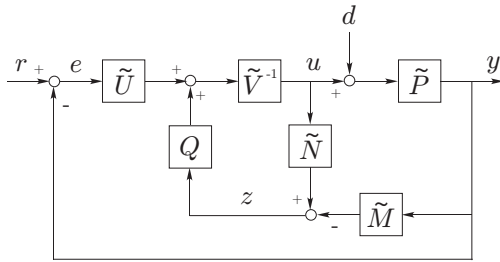 d
r + e Ũ + + Ṽ⁻¹ u + P̃ y
-
Q Ñ
z + - M̃